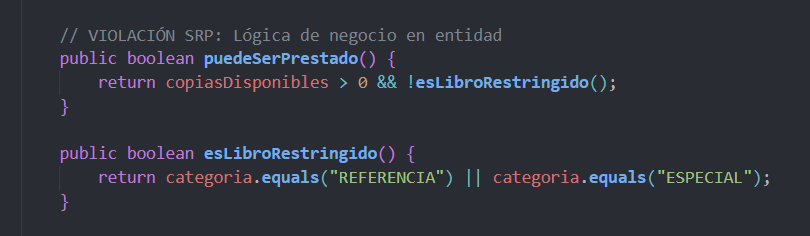 // VIOLACIÓN SRP: Lógica de negocio en entidad
public boolean puedeSerPrestado() {
    return copiasDisponibles > 0 && !esLibroRestringido();
}
public boolean esLibroRestringido() {
    return categoria.equals("REFERENCIA") || categoria.equals("ESPECIAL");
}